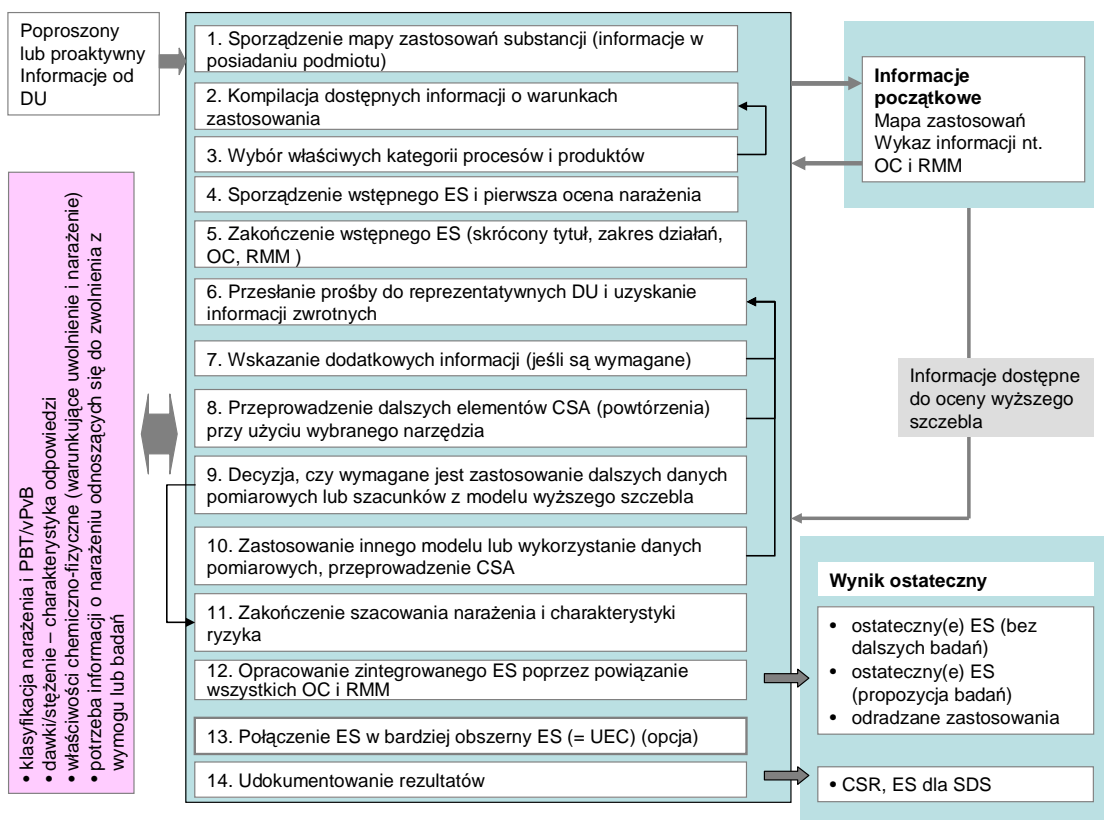 Poproszony
lub proaktywny
Informacje od
DU
1. Sporządzenie mapy zastosowań substancji (informacje w
posiadaniu podmiotu)
2. Kompilacja dostępnych informacji o warunkach
zastosowania
3. Wybór właściwych kategorii procesów i produktów
4. Sporządzenie wstępnego ES i pierwsza ocena narażenia
5. Zakończenie wstępnego ES (skrócony tytuł, zakres działań,
OC, RMM )
6. Przesłanie prośby do reprezentatywnych DU i uzyskanie
informacji zwrotnych
7. Wskazanie dodatkowych informacji (jeśli są wymagane)
8. Przeprowadzenie dalszych elementów CSA (powtórzenia)
przy użyciu wybranego narzędzia
9. Decyzja, czy wymagane jest zastosowanie dalszych danych
pomiarowych lub szacunków z modelu wyższego szczebla
10. Zastosowanie innego modelu lub wykorzystanie danych
pomiarowych, przeprowadzenie CSA
11. Zakończenie szacowania narażenia i charakterystyki
ryzyka
12. Opracowanie zintegrowanego ES poprzez powiązanie
wszystkich OC i RMM
13. Połączenie ES w bardziej obszerny ES (= UEC) (opcja)
14. Udokumentowanie rezultatów
• klasyfikacja narażenia i PBT/vPvB
• dawki/stężenie – charakterystyka odpowiedzi
• właściwości chemiczno-fizyczne (warunkujące uwolnienie i narażenie)
• potrzeba informacji o narażeniu odnoszących się do zwolnienia z
wymogu lub badań
Informacje
początkowe
Mapa zastosowań
Wykaz informacji nt.
OC i RMM
Informacje dostępne
do oceny wyższego
szczebla
Wynik ostateczny
• ostateczny(e) ES (bez
dalszych badań)
• ostateczny(e) ES
(propozycja badań)
• odradzane zastosowania
• CSR, ES dla SDS